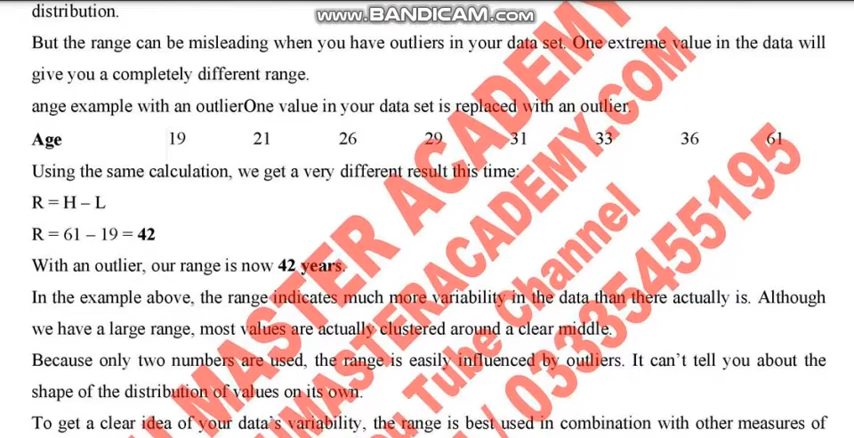 www.BANDICAM.com
distribution.
But the range can be misleading when you have outliers in your data set. One extreme value in the data will
give you a completely different range.
ange example with an outlierOne value in your data set is replaced with an outlier.
Age 19 21 26 29 31 33 36 61
Using the same calculation, we get a very different result this time:
R = H – L
R = 61 – 19 = 42
With an outlier, our range is now 42 years.
In the example above, the range indicates much more variability in the data than there actually is. Although
we have a large range, most values are actually clustered around a clear middle.
Because only two numbers are used, the range is easily influenced by outliers. It can't tell you about the
shape of the distribution of values on its own.
To get a clear idea of your data's variability, the range is best used in combination with other measures of
MASTER ACADEMY
MASTERACADEMY.COM
Tube Channel
/ 03335455195